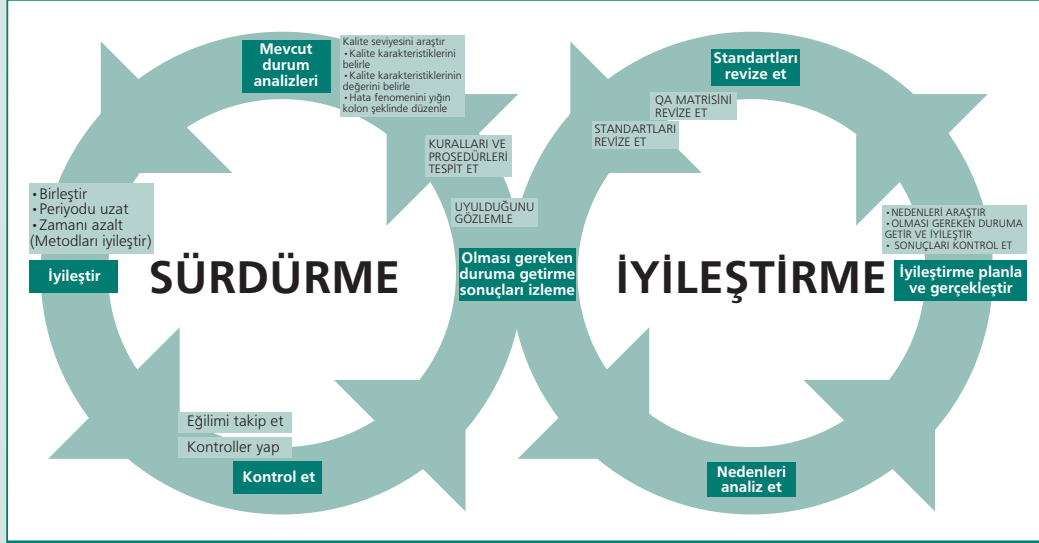 Mevcut
durum
analizleri
Kalite seviyesini araştır
• Kalite karakteristiklerini
belirle
• Kalite karakteristiklerinin
değerini belirle
• Hata fenomenini yığın
kolon şeklinde düzenle
KURALLARI VE
PROSEDÜRLERİ
TESPİT ET
UYULDUĞUNU
GÖZLEMLE
• Birleştir
• Periyodu uzat
• Zamanı azalt
(Metodları iyileştir)
İyileştir
SÜRDÜRME
Olması gereken
duruma getirme
sonuçları izleme
Eğilimi takip et
Kontroller yap
Kontrol et
Standartları
revize et
QA MATRİSİNİ
REVİZE ET
STANDARTLARI
REVİZE ET
İYİLEŞTİRME
• NEDENLERİ ARAŞTIR
• OLMASI GEREKEN DURUMA
GETİR VE İYİLEŞTİR
• SONUÇLARI KONTROL ET
İyileştirme planla
ve gerçekleştir
Nedenleri
analiz et